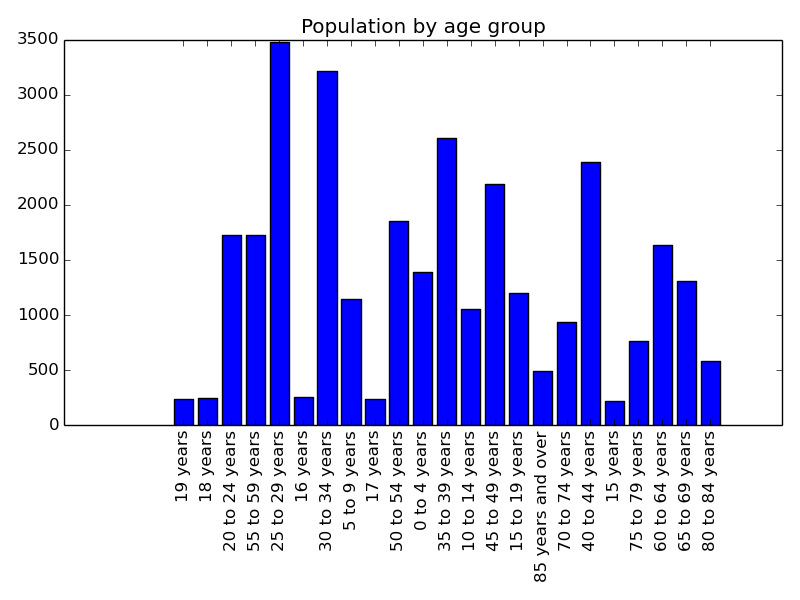 Population by age group
3500
3000
2500
2000
1500
1000
500
0
19 years
18 years
20 to 24 years
55 to 59 years
25 to 29 years
16 years
30 to 34 years
5 to 9 years
17 years
50 to 54 years
0 to 4 years
35 to 39 years
10 to 14 years
45 to 49 years
15 to 19 years
85 years and over
70 to 74 years
40 to 44 years
15 years
75 to 79 years
60 to 64 years
65 to 69 years
80 to 84 years